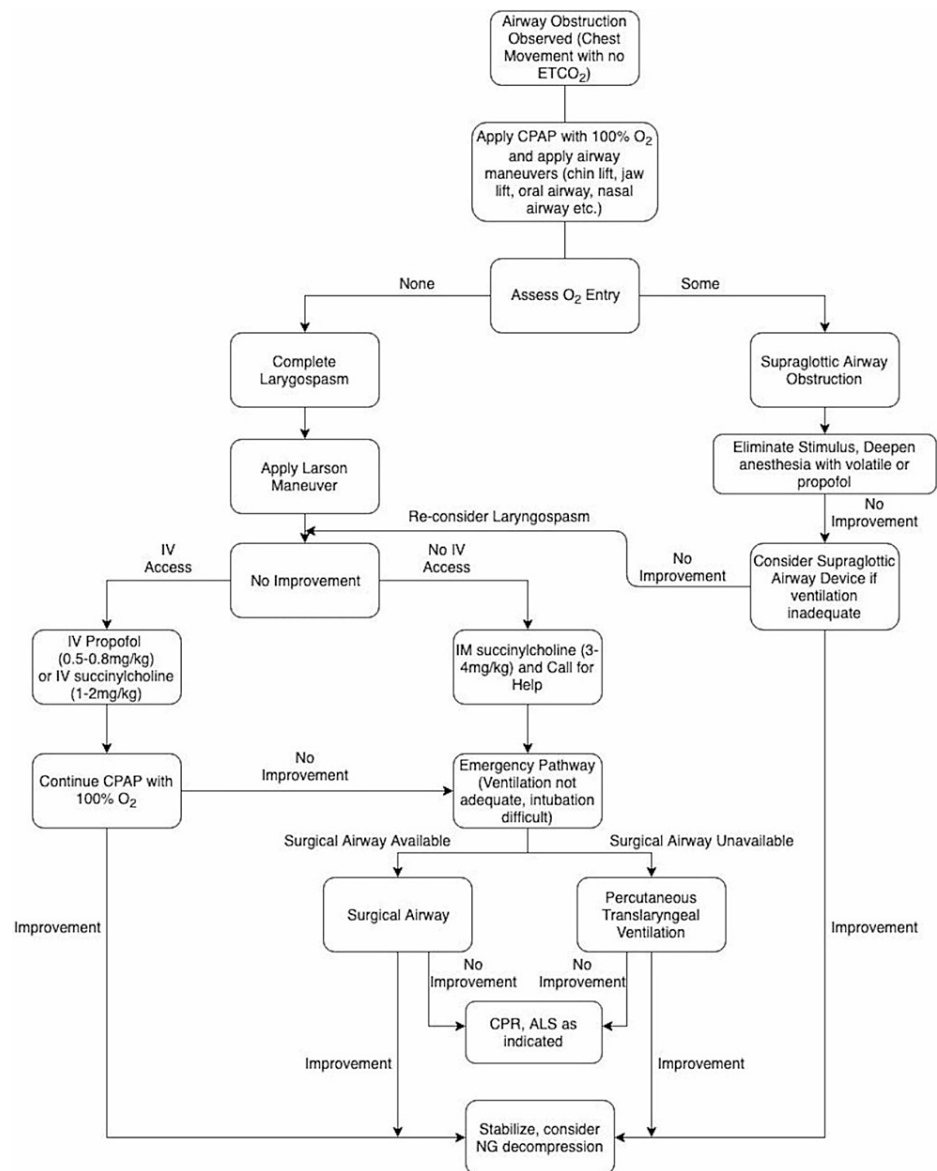 Airway Obstruction
Observed (Chest
Movement with no
ETCO₂)
Apply CPAP with 100% O₂
and apply airway
maneuvers (chin lift, jaw
lift, oral airway, nasal
airway etc.)
None
Assess O₂ Entry
Some
Complete
Larygospasm
Supraglottic Airway
Obstruction
Apply Larson
Maneuver
Eliminate Stimulus, Deepen
anesthesia with volatile or
propofol
No
Improvement
Re-consider Laryngospasm
IV
Access
No Improvement
No IV
Access
No
Improvement
Consider Supraglottic
Airway Device if
ventilation
inadequate
IV Propofol
(0.5-0.8mg/kg)
or IV succinylcholine
(1-2mg/kg)
IM succinylcholine (3-
4mg/kg) and Call for
Help
Continue CPAP with
100% O₂
No
Improvement
Emergency Pathway
(Ventilation not
adequate, intubation
difficult)
Surgical Airway Available
Surgical Airway Unavailable
Surgical Airway
Percutaneous
Translaryngeal
Ventilation
Improvement
Improvement
No
Improvement
No
Improvement
CPR, ALS as
indicated
Improvement
Improvement
Stabilize, consider
NG decompression